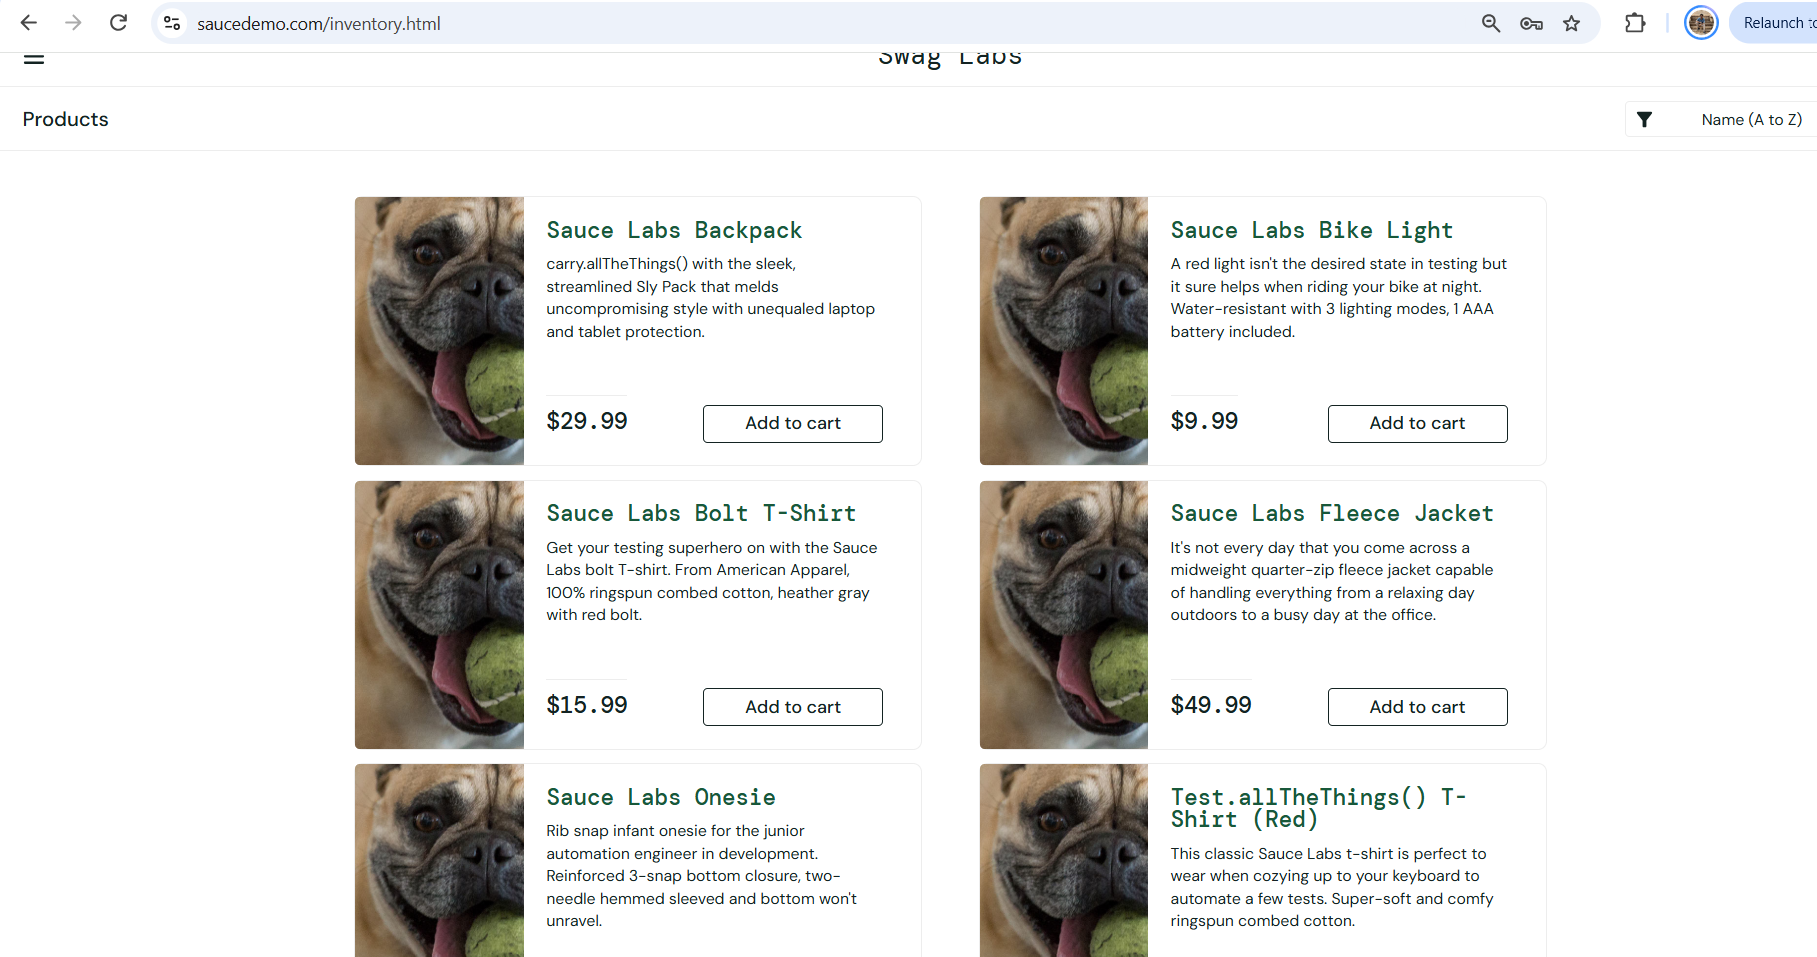 saucedemo.com/inventory.html
Relaunch to
Swag Labs
Products
Name (A to Z)
Sauce Labs Backpack
carry.allTheThings() with the sleek,
streamlined Sly Pack that melds
uncompromising style with unequaled laptop
and tablet protection.
$29.99
Add to cart
Sauce Labs Bike Light
A red light isn't the desired state in testing but
it sure helps when riding your bike at night.
Water-resistant with 3 lighting modes, 1 AAA
battery included.
$9.99
Add to cart
Sauce Labs Bolt T-Shirt
Get your testing superhero on with the Sauce
Labs bolt T-shirt. From American Apparel,
100% ringspun combed cotton, heather gray
with red bolt.
$15.99
Add to cart
Sauce Labs Fleece Jacket
It's not every day that you come across a
midweight quarter-zip fleece jacket capable
of handling everything from a relaxing day
outdoors to a busy day at the office.
$49.99
Add to cart
Sauce Labs Onesie
Rib snap infant onesie for the junior
automation engineer in development.
Reinforced 3-snap bottom closure, two-
needle hemmed sleeved and bottom won't
unravel.
Test.allTheThings() T-
Shirt (Red)
This classic Sauce Labs t-shirt is perfect to
wear when cozying up to your keyboard to
automate a few tests. Super-soft and comfy
ringspun combed cotton.